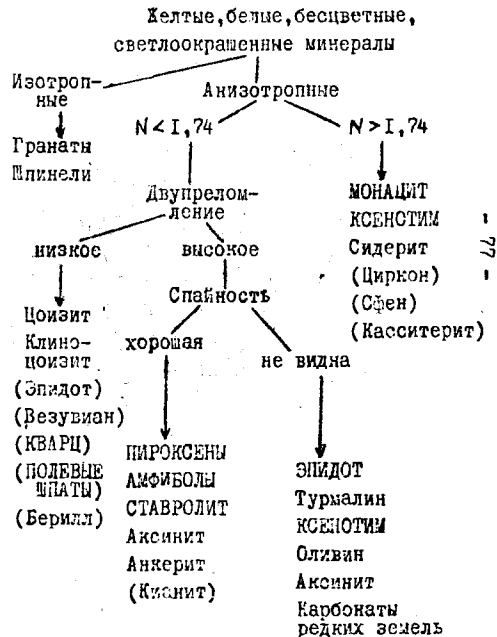 Желтые, белые, бесцветные,
светлоокрашенные минералы
Изотроп-
ные
Анизотропные
N < I,74
N > I,74
Гранаты
Шпинели
Двупрелом-
ление
низкое
высокое
Спайность
хорошая
не видна
МОНАЦИТ
КСЕНОТИМ
Сидерит
(Циркон)
(Сфен)
(Касситерит)
- 77 -
Цоизит
Клино-
цоизит
(Эпидот)
(Везувиан)
(КВАРЦ)
(ПОЛЕВЫЕ
ШПАТЫ)
(Берилл)
ПИРОКСЕНЫ
АМФИБОЛЫ
СТАВРОЛИТ
Аксинит
Анкерит
(Кианит)
ЭПИДОТ
Турмалин
КСЕНОТИМ
Оливин
Аксинит
Карбонаты
редких земель